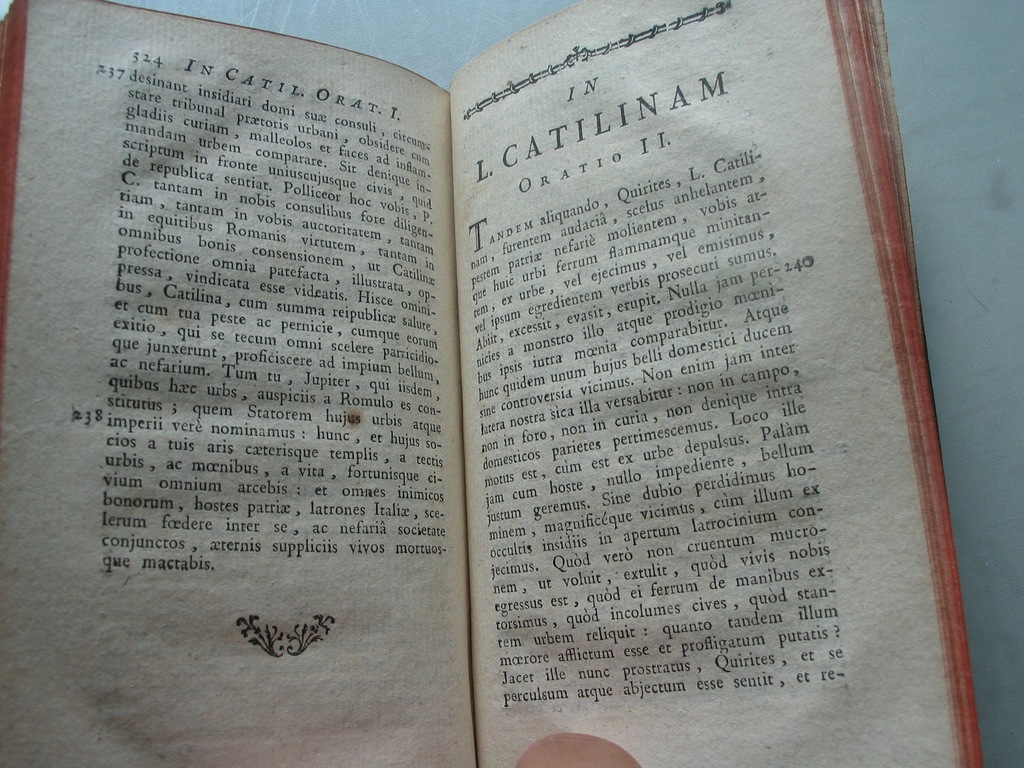 324 IN CATIL. ORAT. I.
237 desinant insidiari domi suæ consuli, circum-
stare tribunal prætoris urbani, obsidere cum
gladiis curiam, malleolos et faces ad inflam-
mandam urbem comparare. Sit denique in-
scriptum in fronte uniuscujusque civis, quid
de republica sentiat. Polliceor hoc vobis, P.
C. tantam in nobis consulibus fore diligen-
tiam, tantam in vobis auctoritatem, tantam
in equitibus Romanis virtutem, tantam in
omnibus bonis consensionem, ut Catilinæ
profectione omnia patefacta, illustrata, op-
pressa, vindicata esse videatis. Hisce omini-
bus, Catilina, cum summa reipublicæ salute,
et cum tua peste ac pernicie, cumque eorum
exitio, qui se tecum omni scelere parricidio-
que junxerunt, proficiscere ad impium bellum,
ac nefarium. Tum tu, Jupiter, qui iisdem,
quibus hæc urbs, auspiciis a Romulo es con-
stitutus; quem Statorem hujus urbis atque
238 imperii verè nominamus: hunc, et hujus so-
cios a tuis aris cæterisque templis, a tectis
urbis, ac mœnibus, a vita, fortunisque ci-
vium omnium arcebis: et omnes inimicos
bonorum, hostes patriæ, latrones Italiæ, sce-
lerum fœdere inter se, ac nefariâ societate
conjunctos, æternis suppliciis vivos mortuos-
que mactabis.
IN
L. CATILINAM
ORATIO II.
TANDEM aliquando, Quirites, L. Catili-
nam, furentem audaciâ, scelus anhelantem,
pestem patriæ nefariè molientem, vobis at-
que huic urbi ferrum flammamque minitan-
tem, ex urbe, vel ejecimus, vel emisimus,
vel ipsum egredientem verbis prosecuti sumus.
Abiit, excessit, evasit, erupit. Nulla jam per- 240
nicies a monstro illo atque prodigio mœni-
bus ipsis intra mœnia comparabitur. Atque
hunc quidem unum hujus belli domestici ducem
sine controversia vicimus. Non enim jam inter
latera nostra sica illa versabitur: non in campo,
non in foro, non in curia, non denique intra
domesticos parietes pertimescemus. Loco ille
motus est, cùm est ex urbe depulsus. Palàm
jam cum hoste, nullo impediente, bellum
justum geremus. Sine dubio perdidimus ho-
minem, magnificéque vicimus, cùm illum ex
occultis insidiis in apertum latrocinium con-
jecimus. Quòd verò non cruentum mucro-
nem, ut voluit, extulit, quòd vivis nobis
egressus est, quòd ei ferrum de manibus ex-
torsimus, quòd incolumes cives, quòd stan-
tem urbem reliquit: quanto tandem illum
mœrore afflictum esse et profligatum putatis?
Jacet ille nunc prostratus, Quirites, et se
perculsum atque abjectum esse sentit, et re-